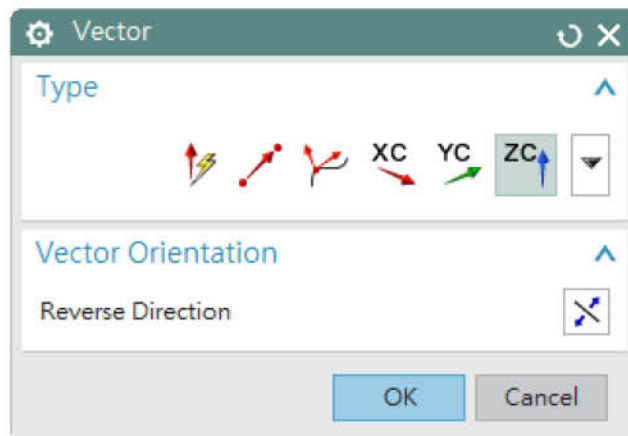 Vector
Type
XC YC ZC
Vector Orientation
Reverse Direction
OK Cancel